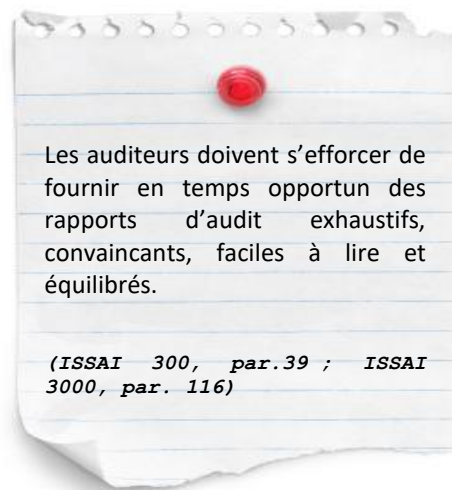 Les auditeurs doivent s’efforcer de
fournir en temps opportun des
rapports d’audit exhaustifs,
convaincants, faciles à lire et
équilibrés.
(ISSAI 300, par.39 ; ISSAI
3000, par. 116)